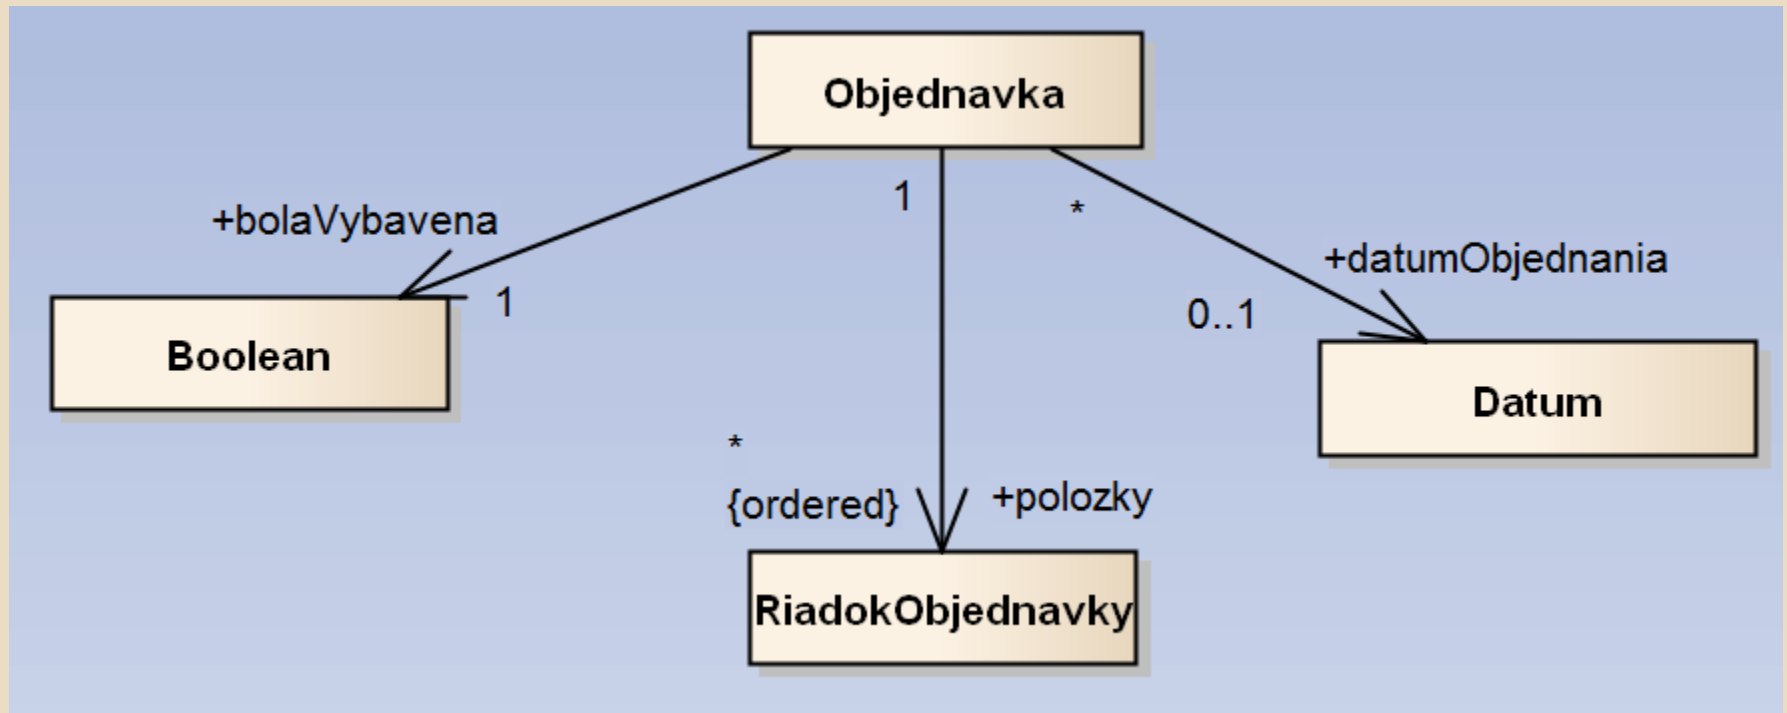 Objednavka
1
*
+bolaVybavena
+datumObjednania
1
0..1
Boolean
Datum
*
{ordered}
+polozky
RiadokObjednavky